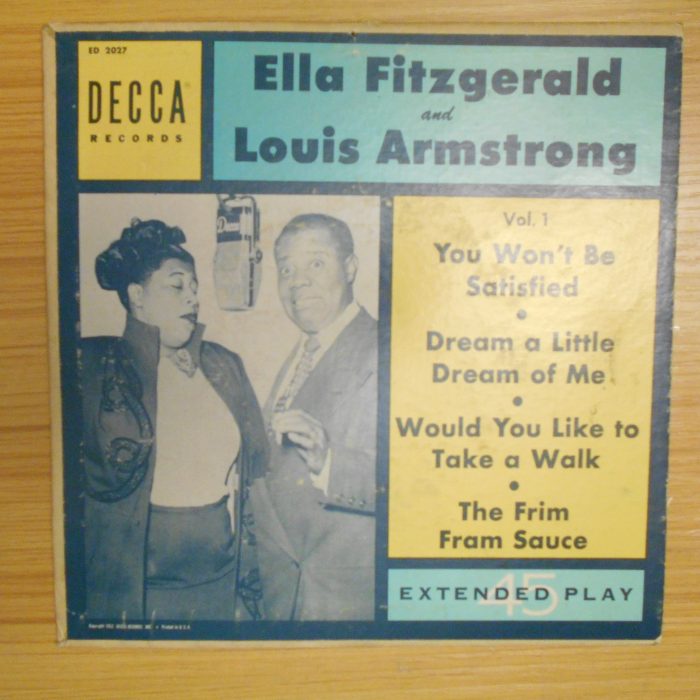 ED 2027
DECCA
RECORDS
Ella Fitzgerald
and
Louis Armstrong
Decca
Vol. 1
You Won't Be
Satisfied
•
Dream a Little
Dream of Me
•
Would You Like to
Take a Walk
•
The Frim
Fram Sauce
45
EXTENDED PLAY